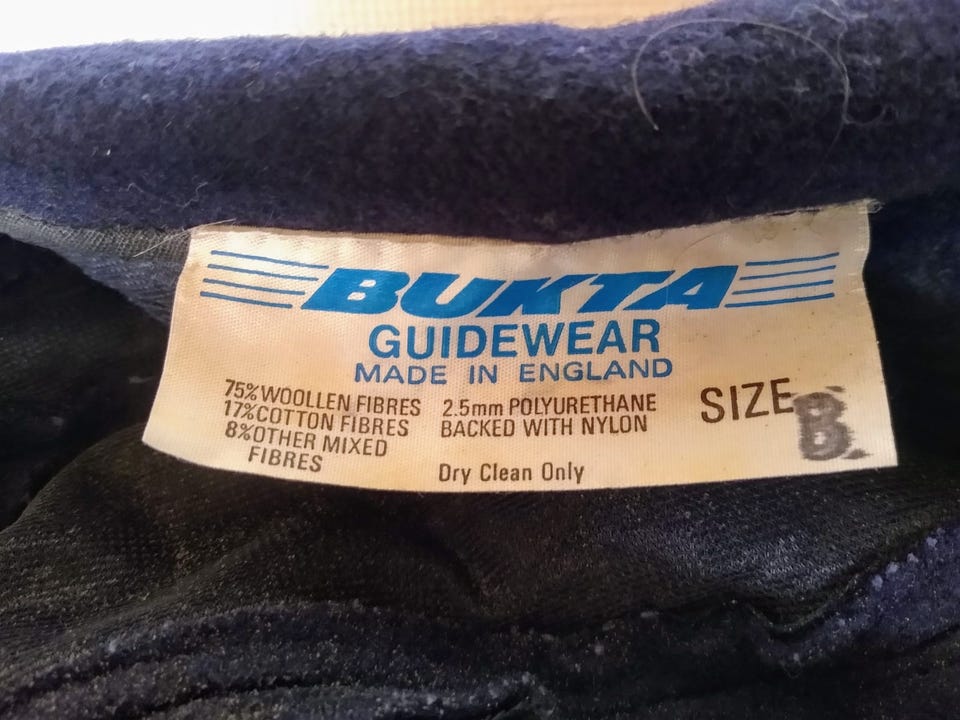 BUKTA
GUIDEWEAR
MADE IN ENGLAND
75% WOOLLEN FIBRES
17% COTTON FIBRES
8% OTHER MIXED
FIBRES
2.5mm POLYURETHANE
BACKED WITH NYLON
Dry Clean Only
SIZE B.